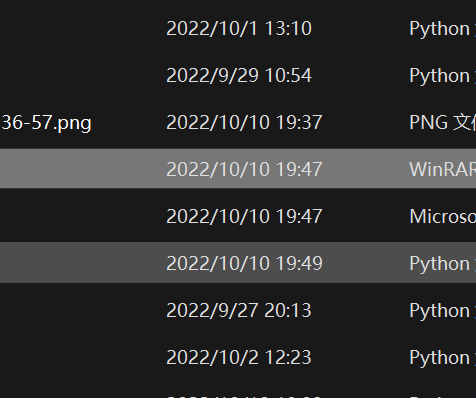 2022/10/1 13:10 Python
2022/9/29 10:54 Python
36-57.png 2022/10/10 19:37 PNG 文
2022/10/10 19:47 WinRAR
2022/10/10 19:47 Microso
2022/10/10 19:49 Python
2022/9/27 20:13 Python
2022/10/2 12:23 Python